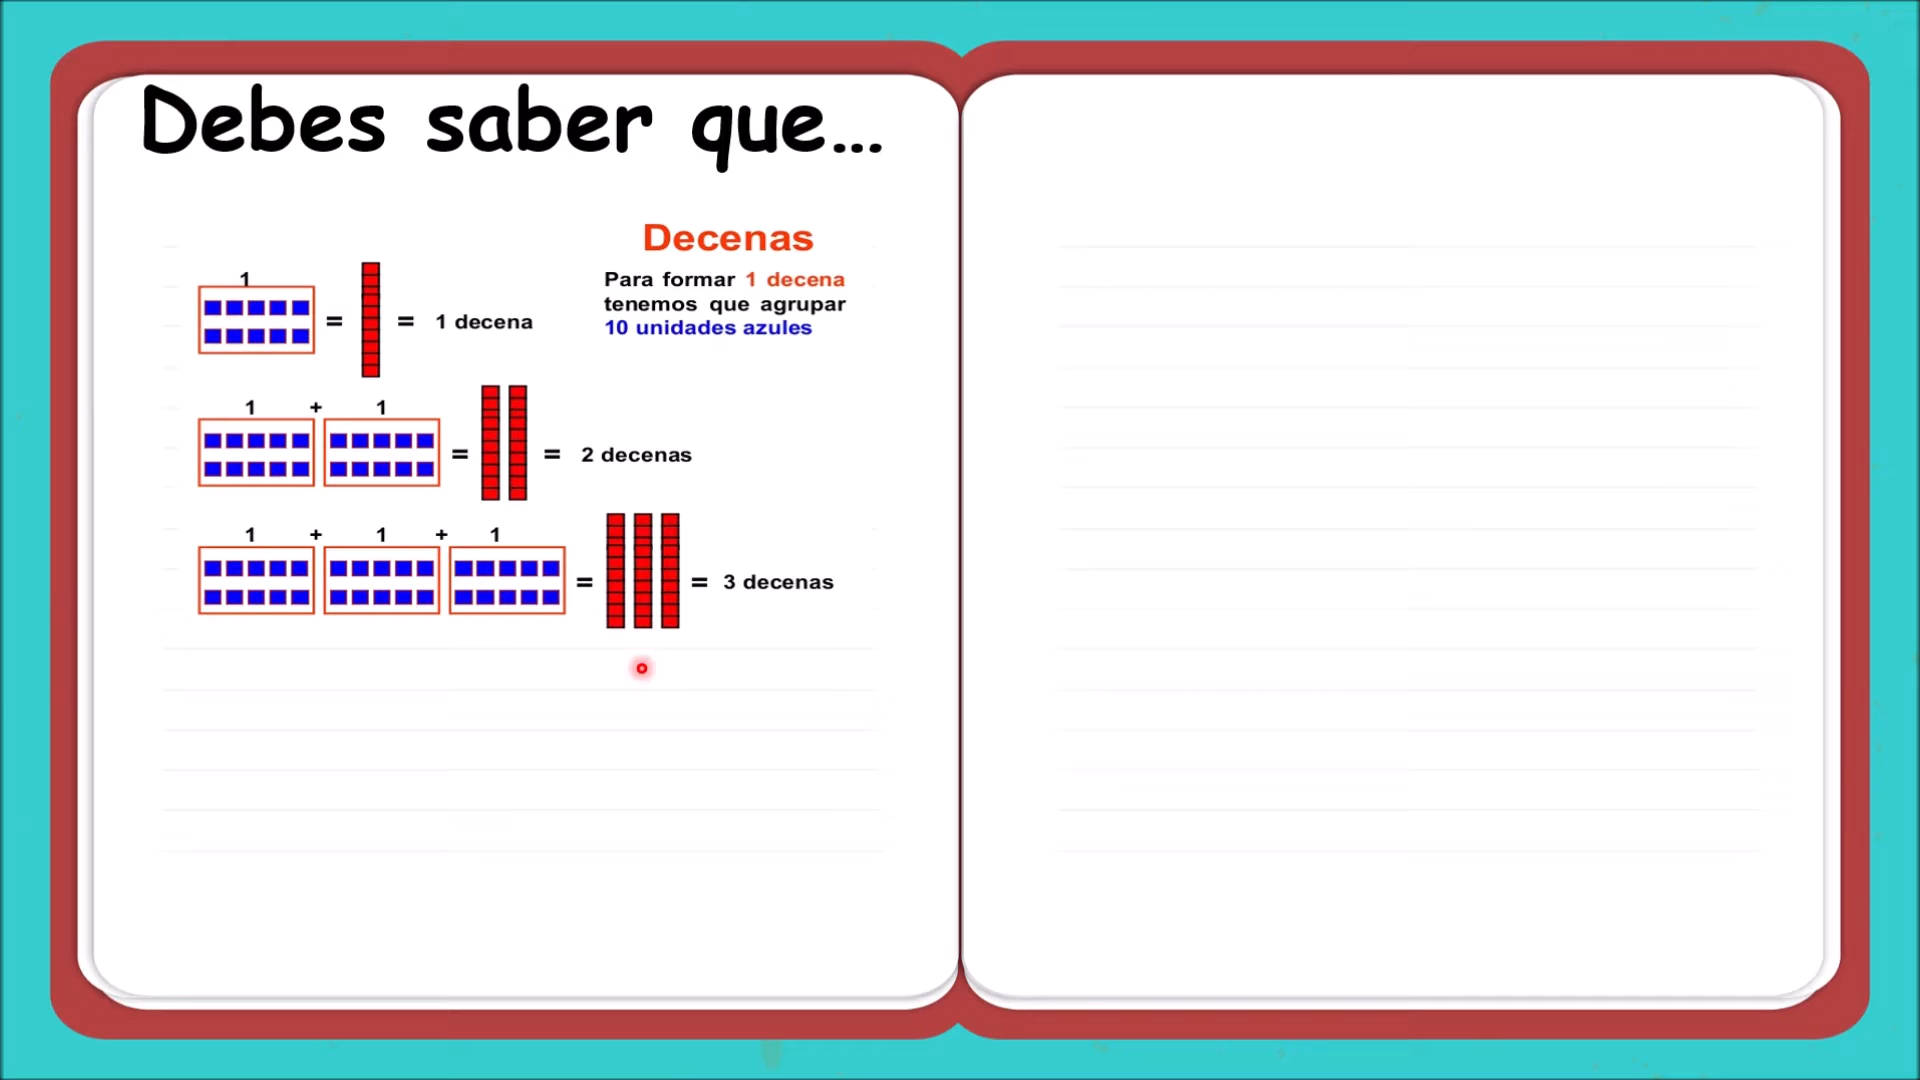 Debes saber que...
Decenas
Para formar 1 decena
tenemos que agrupar
10 unidades azules
1
= = 1 decena
1 + 1
= = 2 decenas
1 + 1 + 1
= = 3 decenas